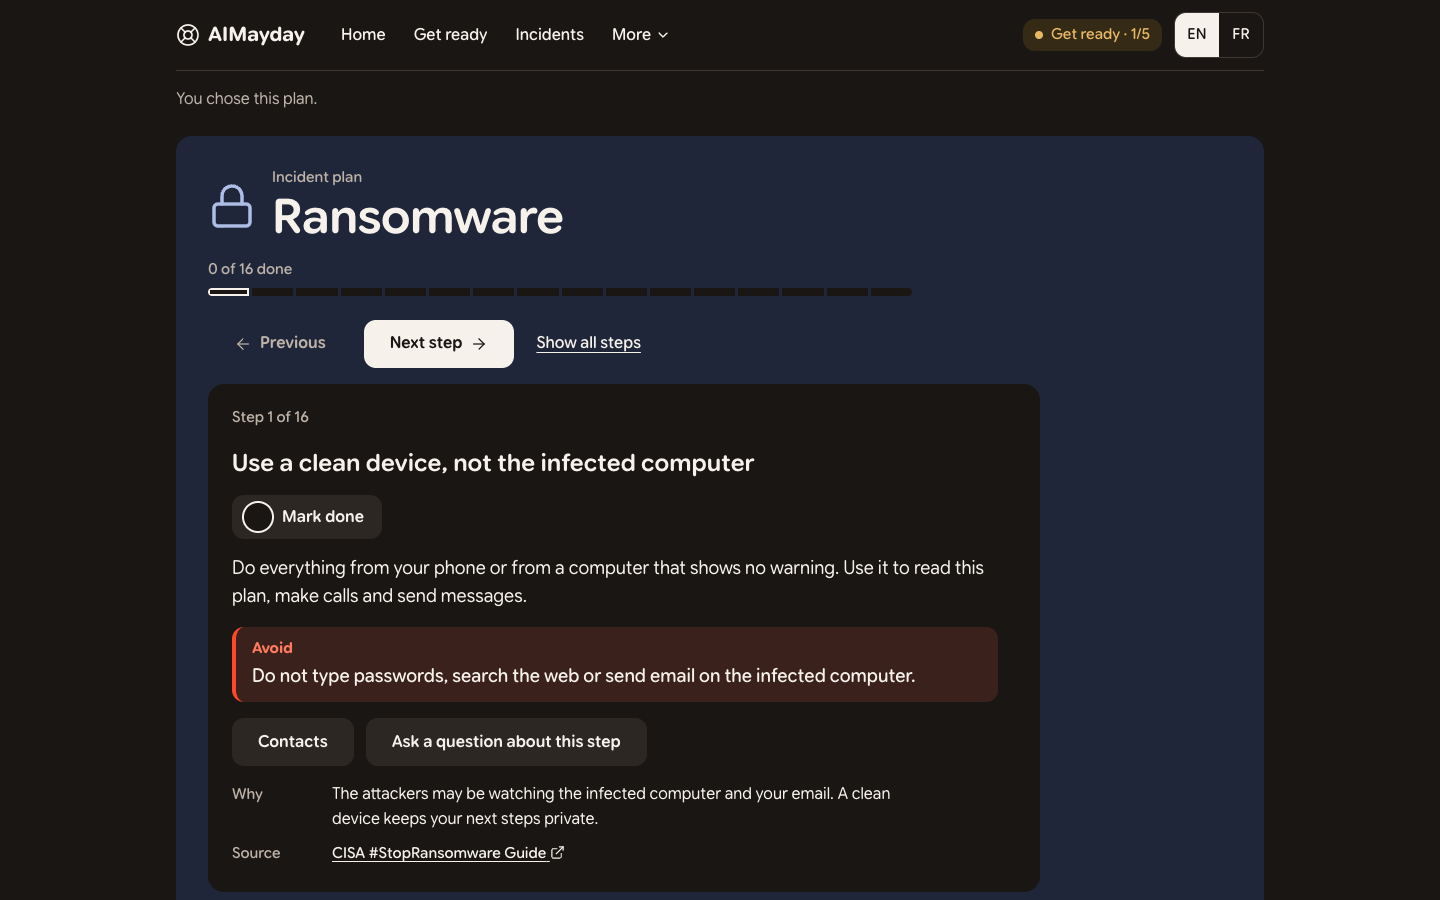 AIMayday Home Get ready Incidents More Get ready · 1/5 EN FR
You chose this plan.
Incident plan
Ransomware
0 of 16 done
Previous Next step Show all steps
Step 1 of 16
Use a clean device, not the infected computer
Mark done
Do everything from your phone or from a computer that shows no warning. Use it to read this
plan, make calls and send messages.
Avoid
Do not type passwords, search the web or send email on the infected computer.
Contacts Ask a question about this step
Why The attackers may be watching the infected computer and your email. A clean
device keeps your next steps private.
Source CISA #StopRansomware Guide